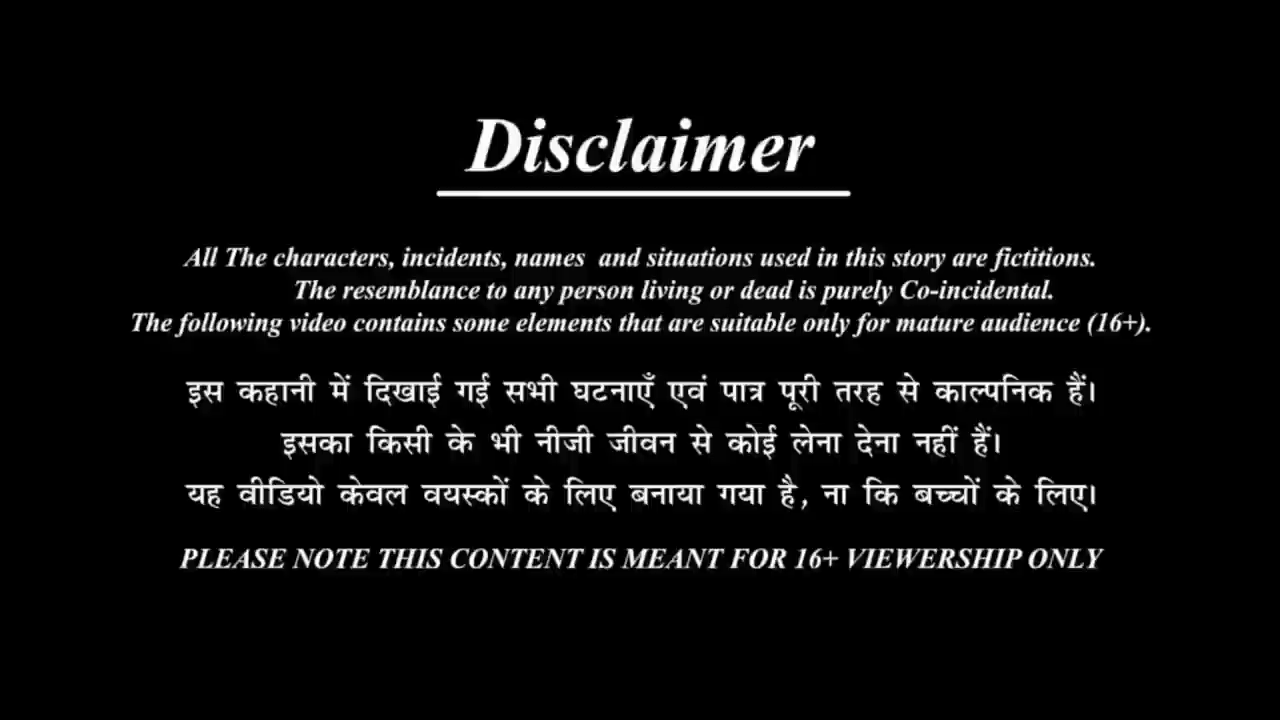 Disclaimer
All The characters, incidents, names and situations used in this story are fictitions.
The resemblance to any person living or dead is purely Co-incidental.
The following video contains some elements that are suitable only for mature audience (16+).
इस कहानी में दिखाई गई सभी घटनाएँ एवं पात्र पूरी तरह से काल्पनिक हैं।
इसका किसी के भी नीजी जीवन से कोई लेना देना नहीं हैं।
यह वीडियो केवल वयस्कों के लिए बनाया गया है, ना कि बच्चों के लिए।
PLEASE NOTE THIS CONTENT IS MEANT FOR 16+ VIEWERSHIP ONLY